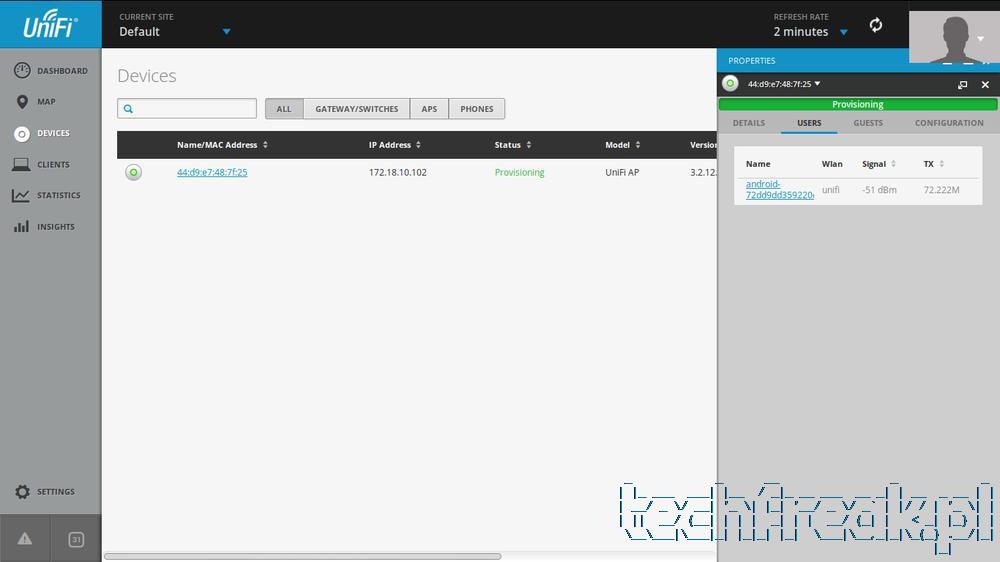 UniFi
CURRENT SITE
Default
REFRESH RATE
2 minutes
DASHBOARD
MAP
DEVICES
CLIENTS
STATISTICS
INSIGHTS
SETTINGS
31
Devices
ALL GATEWAY/SWITCHES APS PHONES
Name/MAC Address IP Address Status Model Version
44:d9:e7:48:7f:25 172.18.10.102 Provisioning UniFi AP 3.2.12.
PROPERTIES
44:d9:e7:48:7f:25
Provisioning
DETAILS USERS GUESTS CONFIGURATION
Name Wlan Signal TX
android-
72dd9dd359220 unifi -51 dBm 72.222M
techfreak.pl